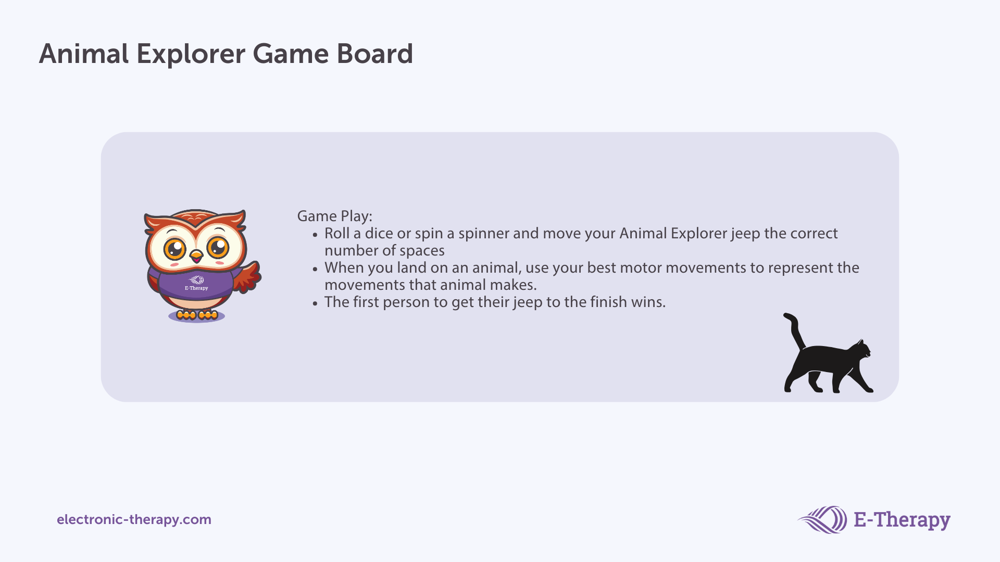 Animal Explorer Game Board
Game Play:
• Roll a dice or spin a spinner and move your Animal Explorer jeep the correct
number of spaces
• When you land on an animal, use your best motor movements to represent the
movements that animal makes.
• The first person to get their jeep to the finish wins.
E-Therapy
electronic-therapy.com
E-Therapy